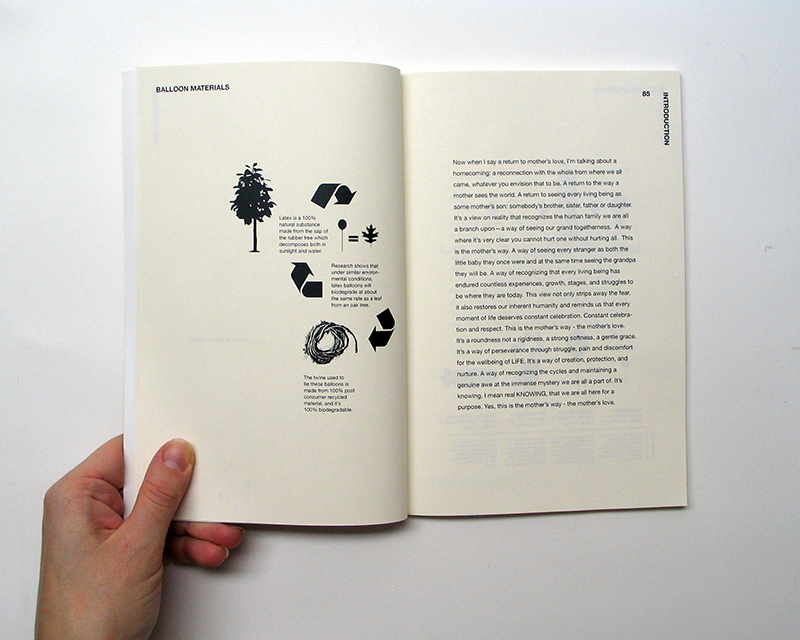 BALLOON MATERIALS
Latex is a 100%
natural substance
made from the sap of
the rubber tree which
decomposes both in
sunlight and water.
=
Research shows that
under similar environ-
mental conditions,
latex balloons will
biodegrade at about
the same rate as a leaf
from an oak tree.
The twine used to
tie these balloons is
made from 100% post
consumer recycled
material, and it's
100% biodegradable.
85
INTRODUCTION
Now when I say a return to mother's love, I'm talking about a
homecoming; a reconnection with the whole from where we all
came, whatever you envision that to be. A return to the way a
mother sees the world. A return to seeing every living being as
some mother's son; somebody's brother, sister, father or daughter.
It's a view on reality that recognizes the human family we are all
a branch upon—a way of seeing our grand togetherness.  A way
where it's very clear you cannot hurt one without hurting all.  This
is the mother's way. A way of seeing every stranger as both the
little baby they once were and at the same time seeing the grandpa
they will be. A way of recognizing that every living being has
endured countless experiences, growth, stages, and struggles to
be where they are today. This view not only strips away the fear,
it also restores our inherent humanity and reminds us that every
moment of life deserves constant celebration. Constant celebra-
tion and respect. This is the mother's way - the mother's love.
It's a roundness not a rigidness, a strong softness, a gentle grace.
It's a way of perseverance through struggle, pain and discomfort
for the wellbeing of LIFE. It's a way of creation, protection, and
nurture. A way of recognizing the cycles and maintaining a
genuine awe at the immense mystery we are all a part of. It's
knowing, I mean real KNOWING, that we are all here for a
purpose. Yes, this is the mother's way - the mother's love.